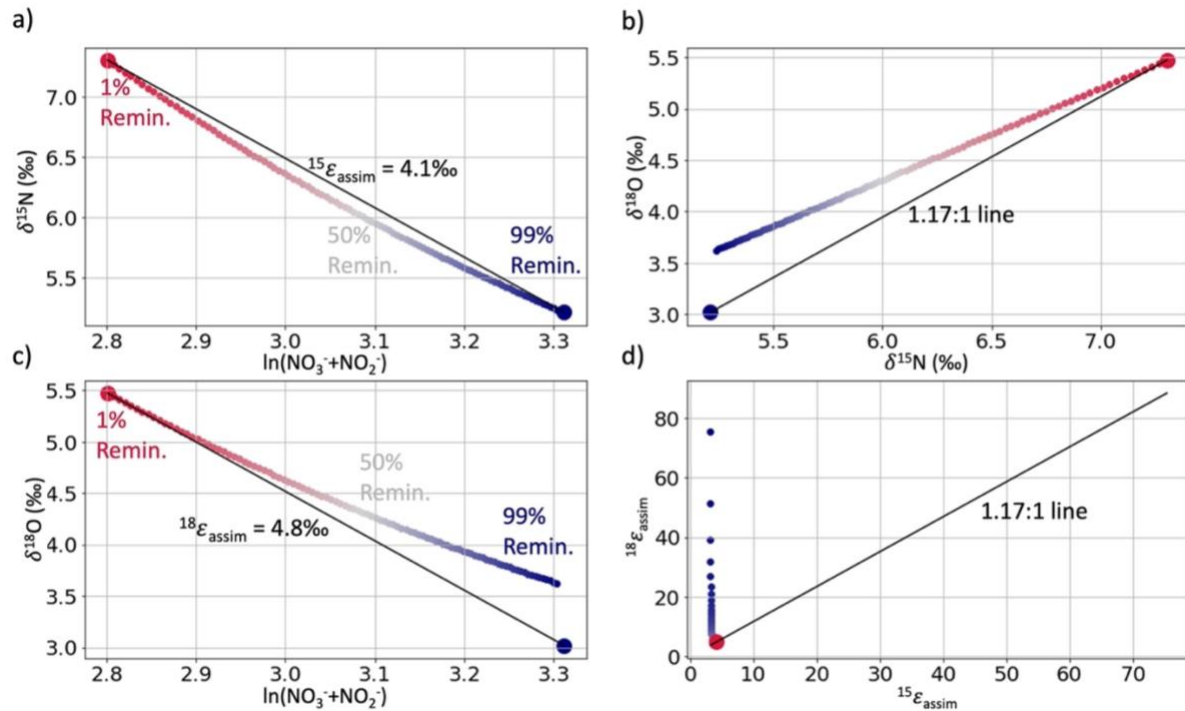 a)
7.0
6.5
6.0
5.5
δ¹⁵N (‰)
1%
Remin.
¹⁵ε_assim = 4.1‰
50%
Remin.
99%
Remin.
2.8 2.9 3.0 3.1 3.2 3.3
ln(NO₃⁻+NO₂⁻)
b)
5.5
5.0
4.5
4.0
3.5
3.0
δ¹⁸O (‰)
1.17:1 line
5.5 6.0 6.5 7.0
δ¹⁵N (‰)
c)
5.5
5.0
4.5
4.0
3.5
3.0
δ¹⁸O (‰)
1%
Remin.
50%
Remin.
¹⁸ε_assim = 4.8‰
99%
Remin.
2.8 2.9 3.0 3.1 3.2 3.3
ln(NO₃⁻+NO₂⁻)
d)
80
60
40
20
0
¹⁸ε_assim
1.17:1 line
0 10 20 30 40 50 60 70
¹⁵ε_assim